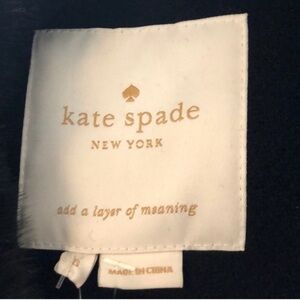 kate spade
NEW YORK
add a layer of meaning
MADE IN CHINA